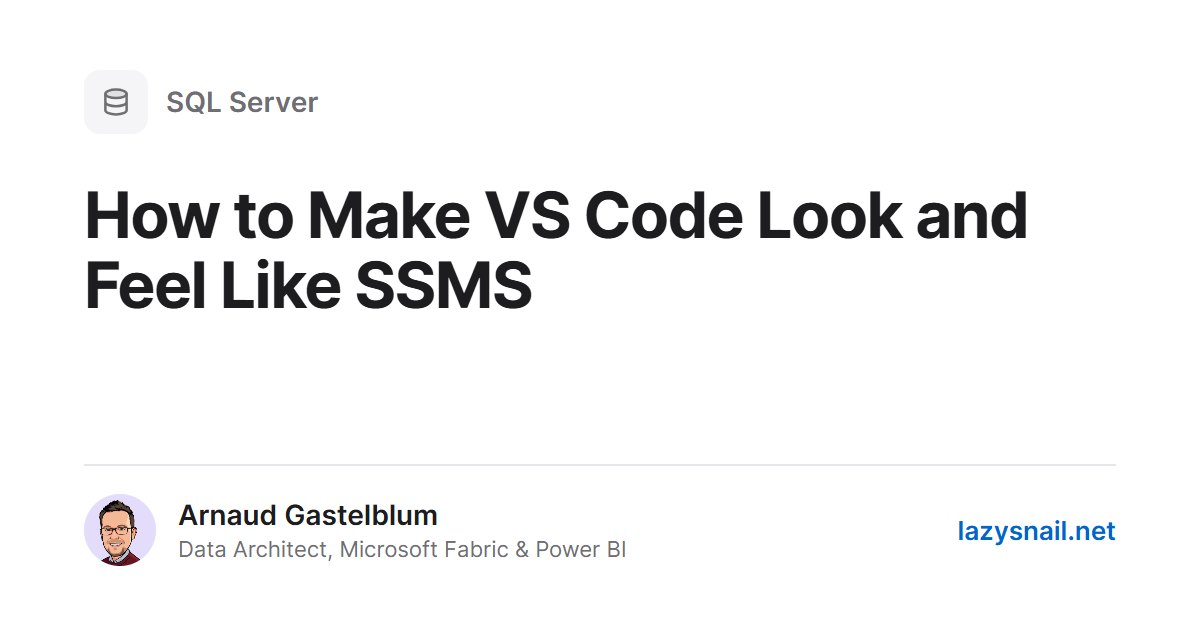 SQL Server
How to Make VS Code Look and
Feel Like SSMS
Arnaud Gastelblum
Data Architect, Microsoft Fabric & Power BI
lazysnail.net